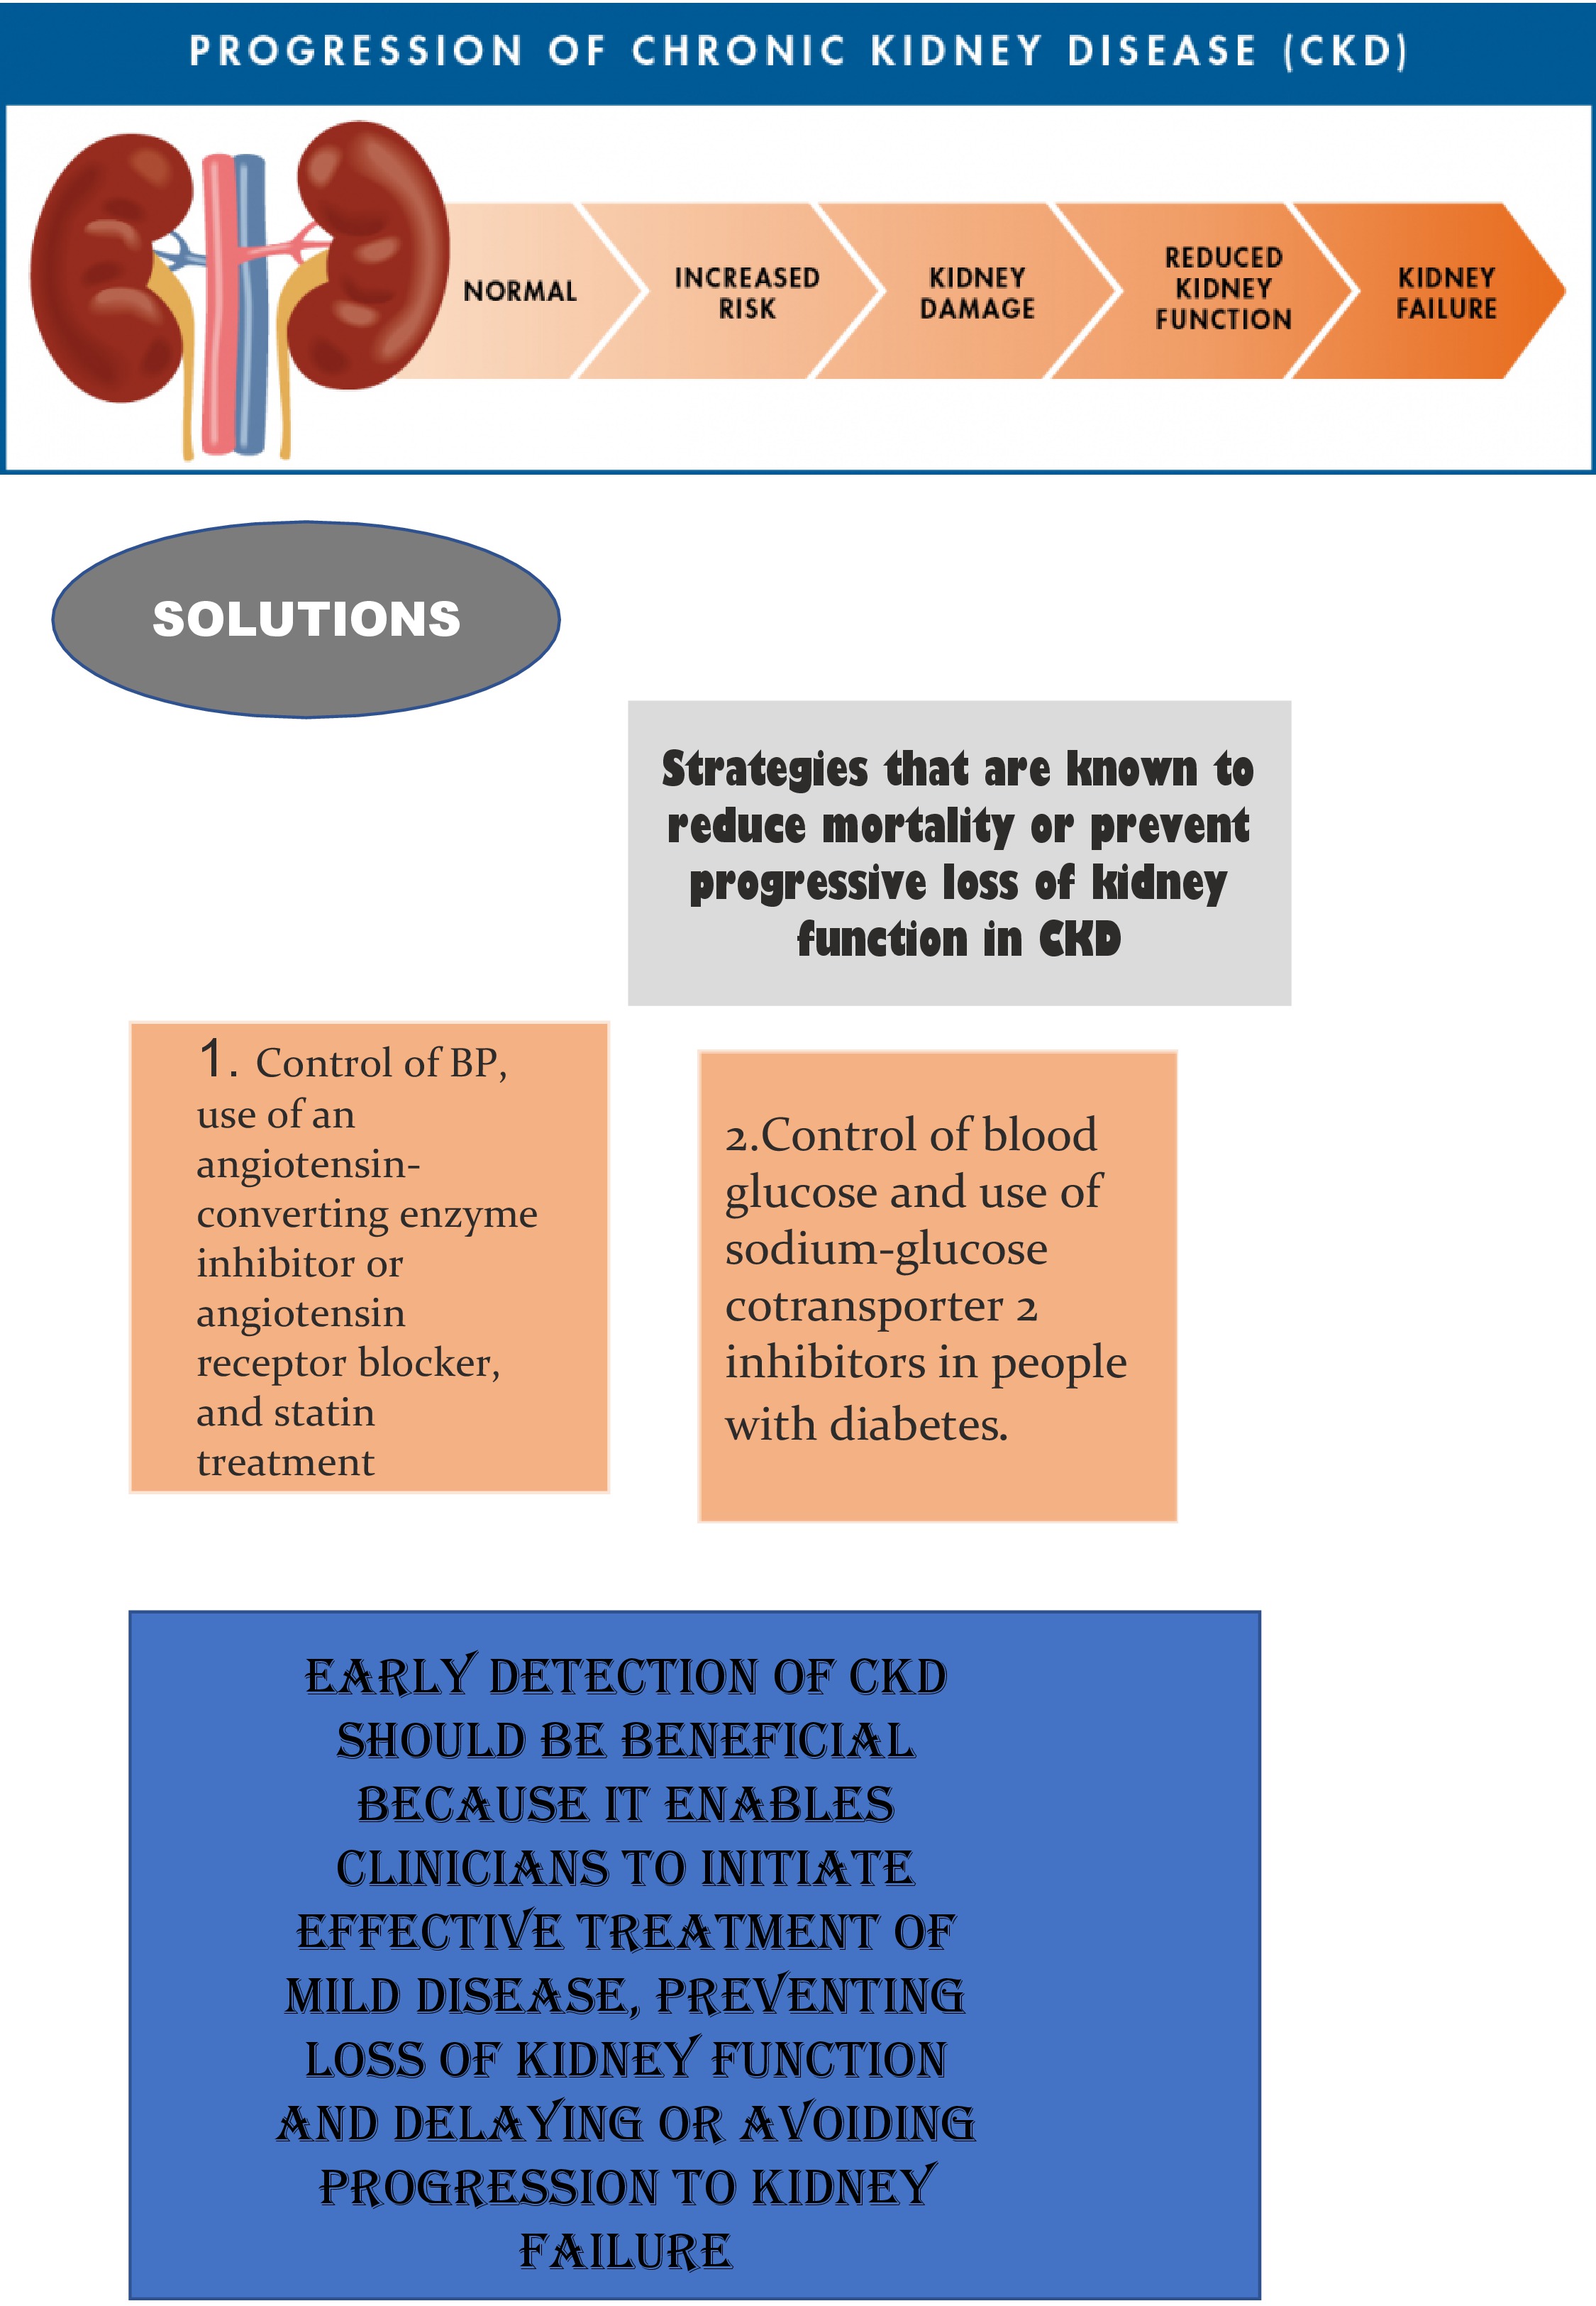 PROGRESSION OF CHRONIC KIDNEY DISEASE (CKD)
NORMAL
INCREASED
RISK
KIDNEY
DAMAGE
REDUCED
KIDNEY
FUNCTION
KIDNEY
FAILURE
SOLUTIONS
Strategies that are known to
reduce mortality or prevent
progressive loss of kidney
function in CKD
1. Control of BP,
use of an
angiotensin-
converting enzyme
inhibitor or
angiotensin
receptor blocker,
and statin
treatment
2.Control of blood
glucose and use of
sodium-glucose
cotransporter 2
inhibitors in people
with diabetes.
EARLY DETECTION OF CKD
SHOULD BE BENEFICIAL
BECAUSE IT ENABLES
CLINICIANS TO INITIATE
EFFECTIVE TREATMENT OF
MILD DISEASE, PREVENTING
LOSS OF KIDNEY FUNCTION
AND DELAYING OR AVOIDING
PROGRESSION TO KIDNEY
FAILURE